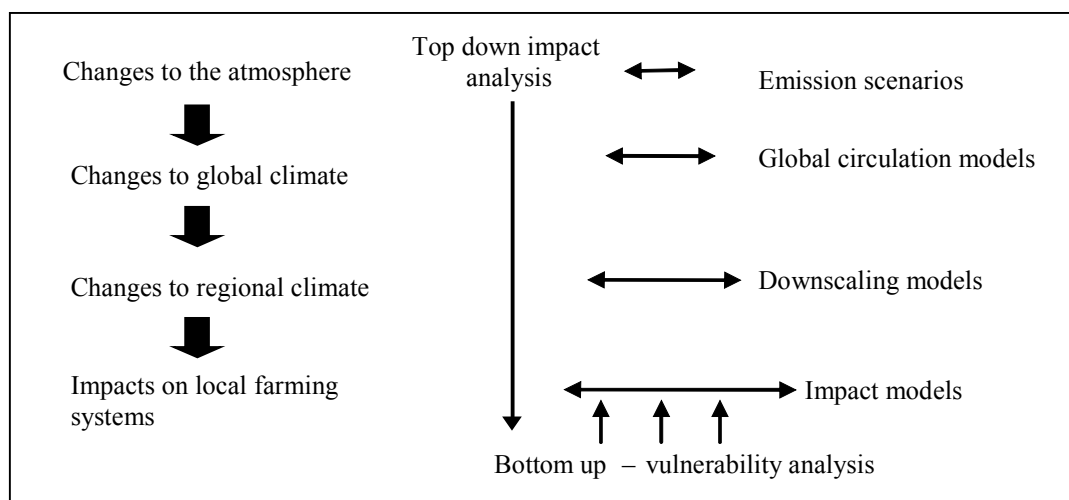 Changes to the atmosphere
Changes to global climate
Changes to regional climate
Impacts on local farming
systems
Top down impact
analysis
Emission scenarios
Global circulation models
Downscaling models
Impact models
Bottom up – vulnerability analysis